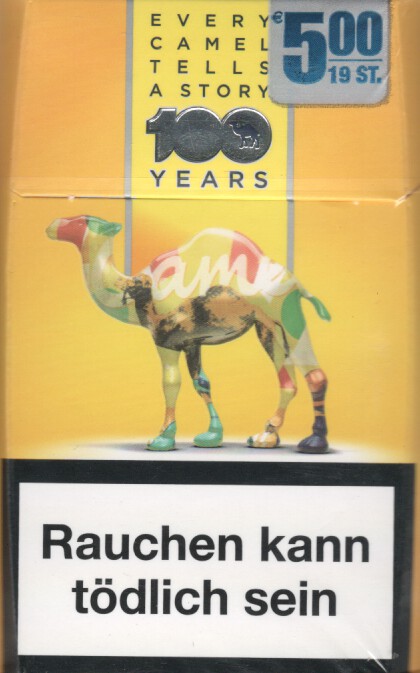 EVERY
CAMEL
TELLS
A STORY
€5.00
19 ST.
100
YEARS
Rauchen kann
tödlich sein